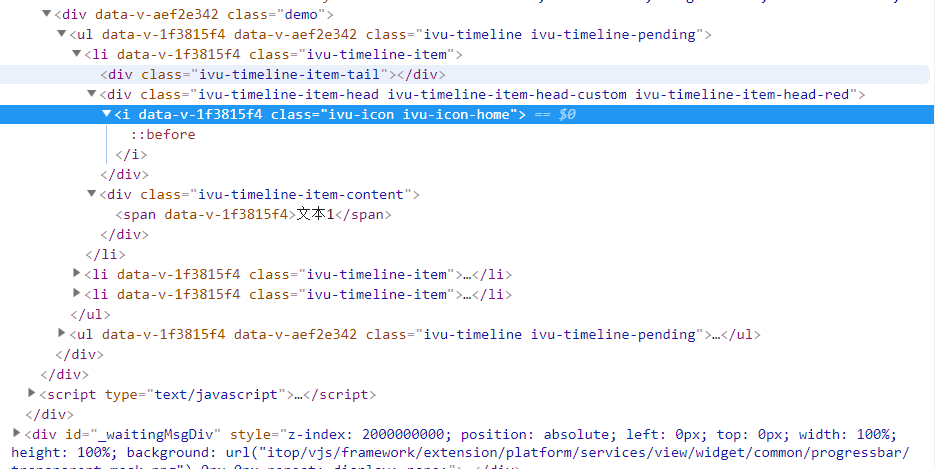 <div data-v-aef2e342 class="demo">
<ul data-v-1f3815f4 data-v-aef2e342 class="ivu-timeline ivu-timeline-pending">
<li data-v-1f3815f4 class="ivu-timeline-item">
<div class="ivu-timeline-item-tail"></div>
<div class="ivu-timeline-item-head ivu-timeline-item-head-custom ivu-timeline-item-head-red">
<i data-v-1f3815f4 class="ivu-icon ivu-icon-home"> == $0
::before
</i>
</div>
<div class="ivu-timeline-item-content">
<span data-v-1f3815f4>文本1</span>
</div>
</li>
<li data-v-1f3815f4 class="ivu-timeline-item">…</li>
<li data-v-1f3815f4 class="ivu-timeline-item">…</li>
</ul>
<ul data-v-1f3815f4 data-v-aef2e342 class="ivu-timeline ivu-timeline-pending">…</ul>
</div>
</div>
<script type="text/javascript">…</script>
</div>
<div id="_waitingMsgDiv" style="z-index: 2000000000; position: absolute; left: 0px; top: 0px; width: 100%;
height: 100%; background: url("itop/vjs/framework/extension/platform/services/view/widget/common/progressbar/